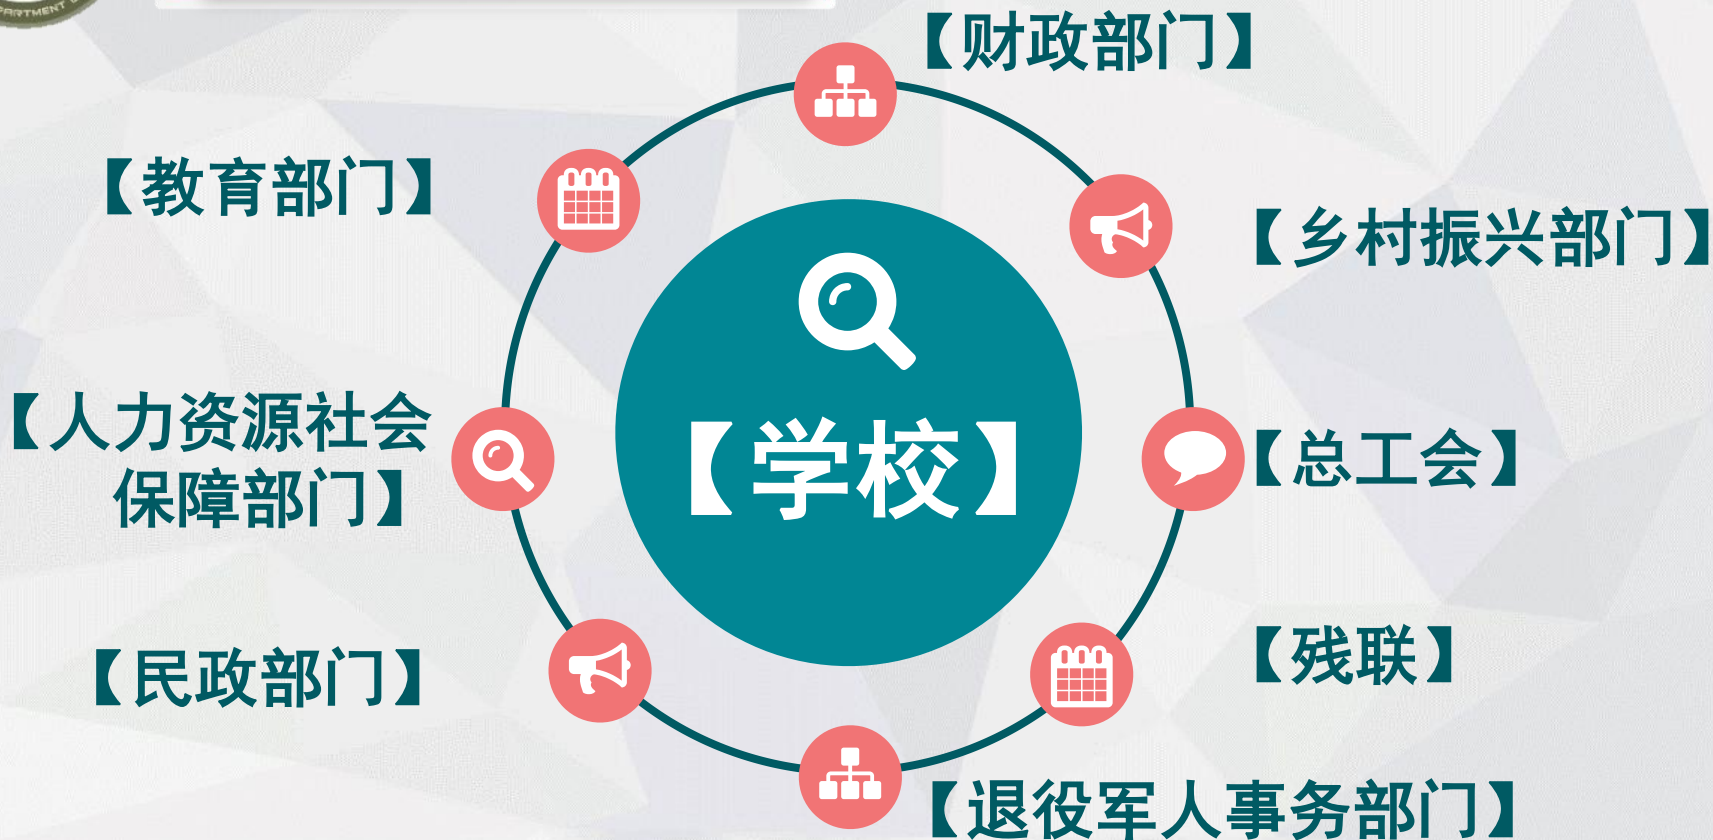 PARTMENT
【财政部门】
【教育部门】
【乡村振兴部门】
【人力资源社会
保障部门】
【学校】
【总工会】
【民政部门】
【残联】
【退役军人事务部门】